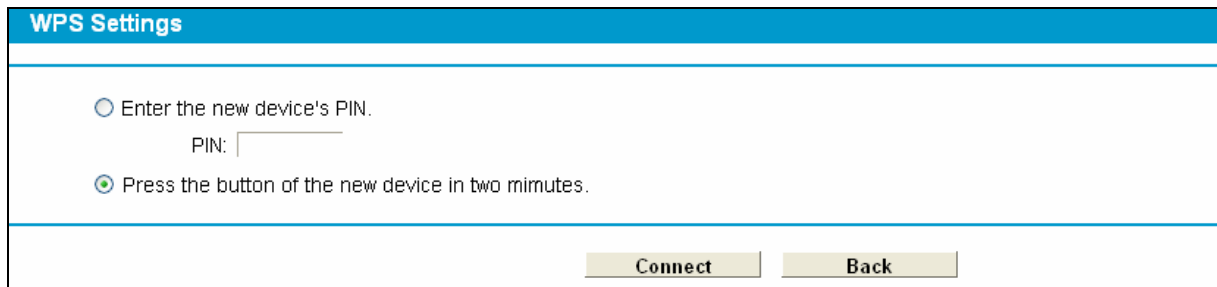 WPS Settings
Enter the new device's PIN.
PIN:
Press the button of the new device in two mimutes.
Connect Back